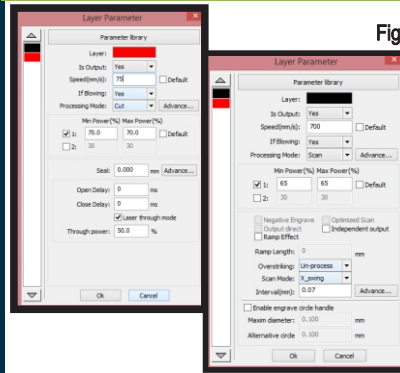 Fig
Layer Parameter
Parameter library
Layer:
Is Output: Yes
Speed(mm/s): 75 Default
If Blowing: Yes
Processing Mode: Cut Advance...
Min Power(%) Max Power(%)
1: 70.0 70.0 Default
2: 30 30
Seal: 0.000 mm Advance...
Open Delay: 0 ms
Close Delay: 0 ms
Laser through mode
Through power: 50.0 %
Ok Cancel
Layer Parameter
Parameter library
Layer:
Is Output: Yes
Speed(mm/s): 700 Default
If Blowing: Yes
Processing Mode: Scan Advance...
Min Power(%) Max Power(%)
1: 65 65 Default
2: 30 30
Negative Engrave Optimized Scan
Output direct Independent output
Ramp Effect
Ramp Length: 0 mm
Overstriking: Un-process
Scan Mode: X_swing
Interval(mm): 0.07 Advance...
Enable engrave circle handle
Maxim diameter: 0.100 mm
Alternative circle 0.100 mm
Ok Cancel